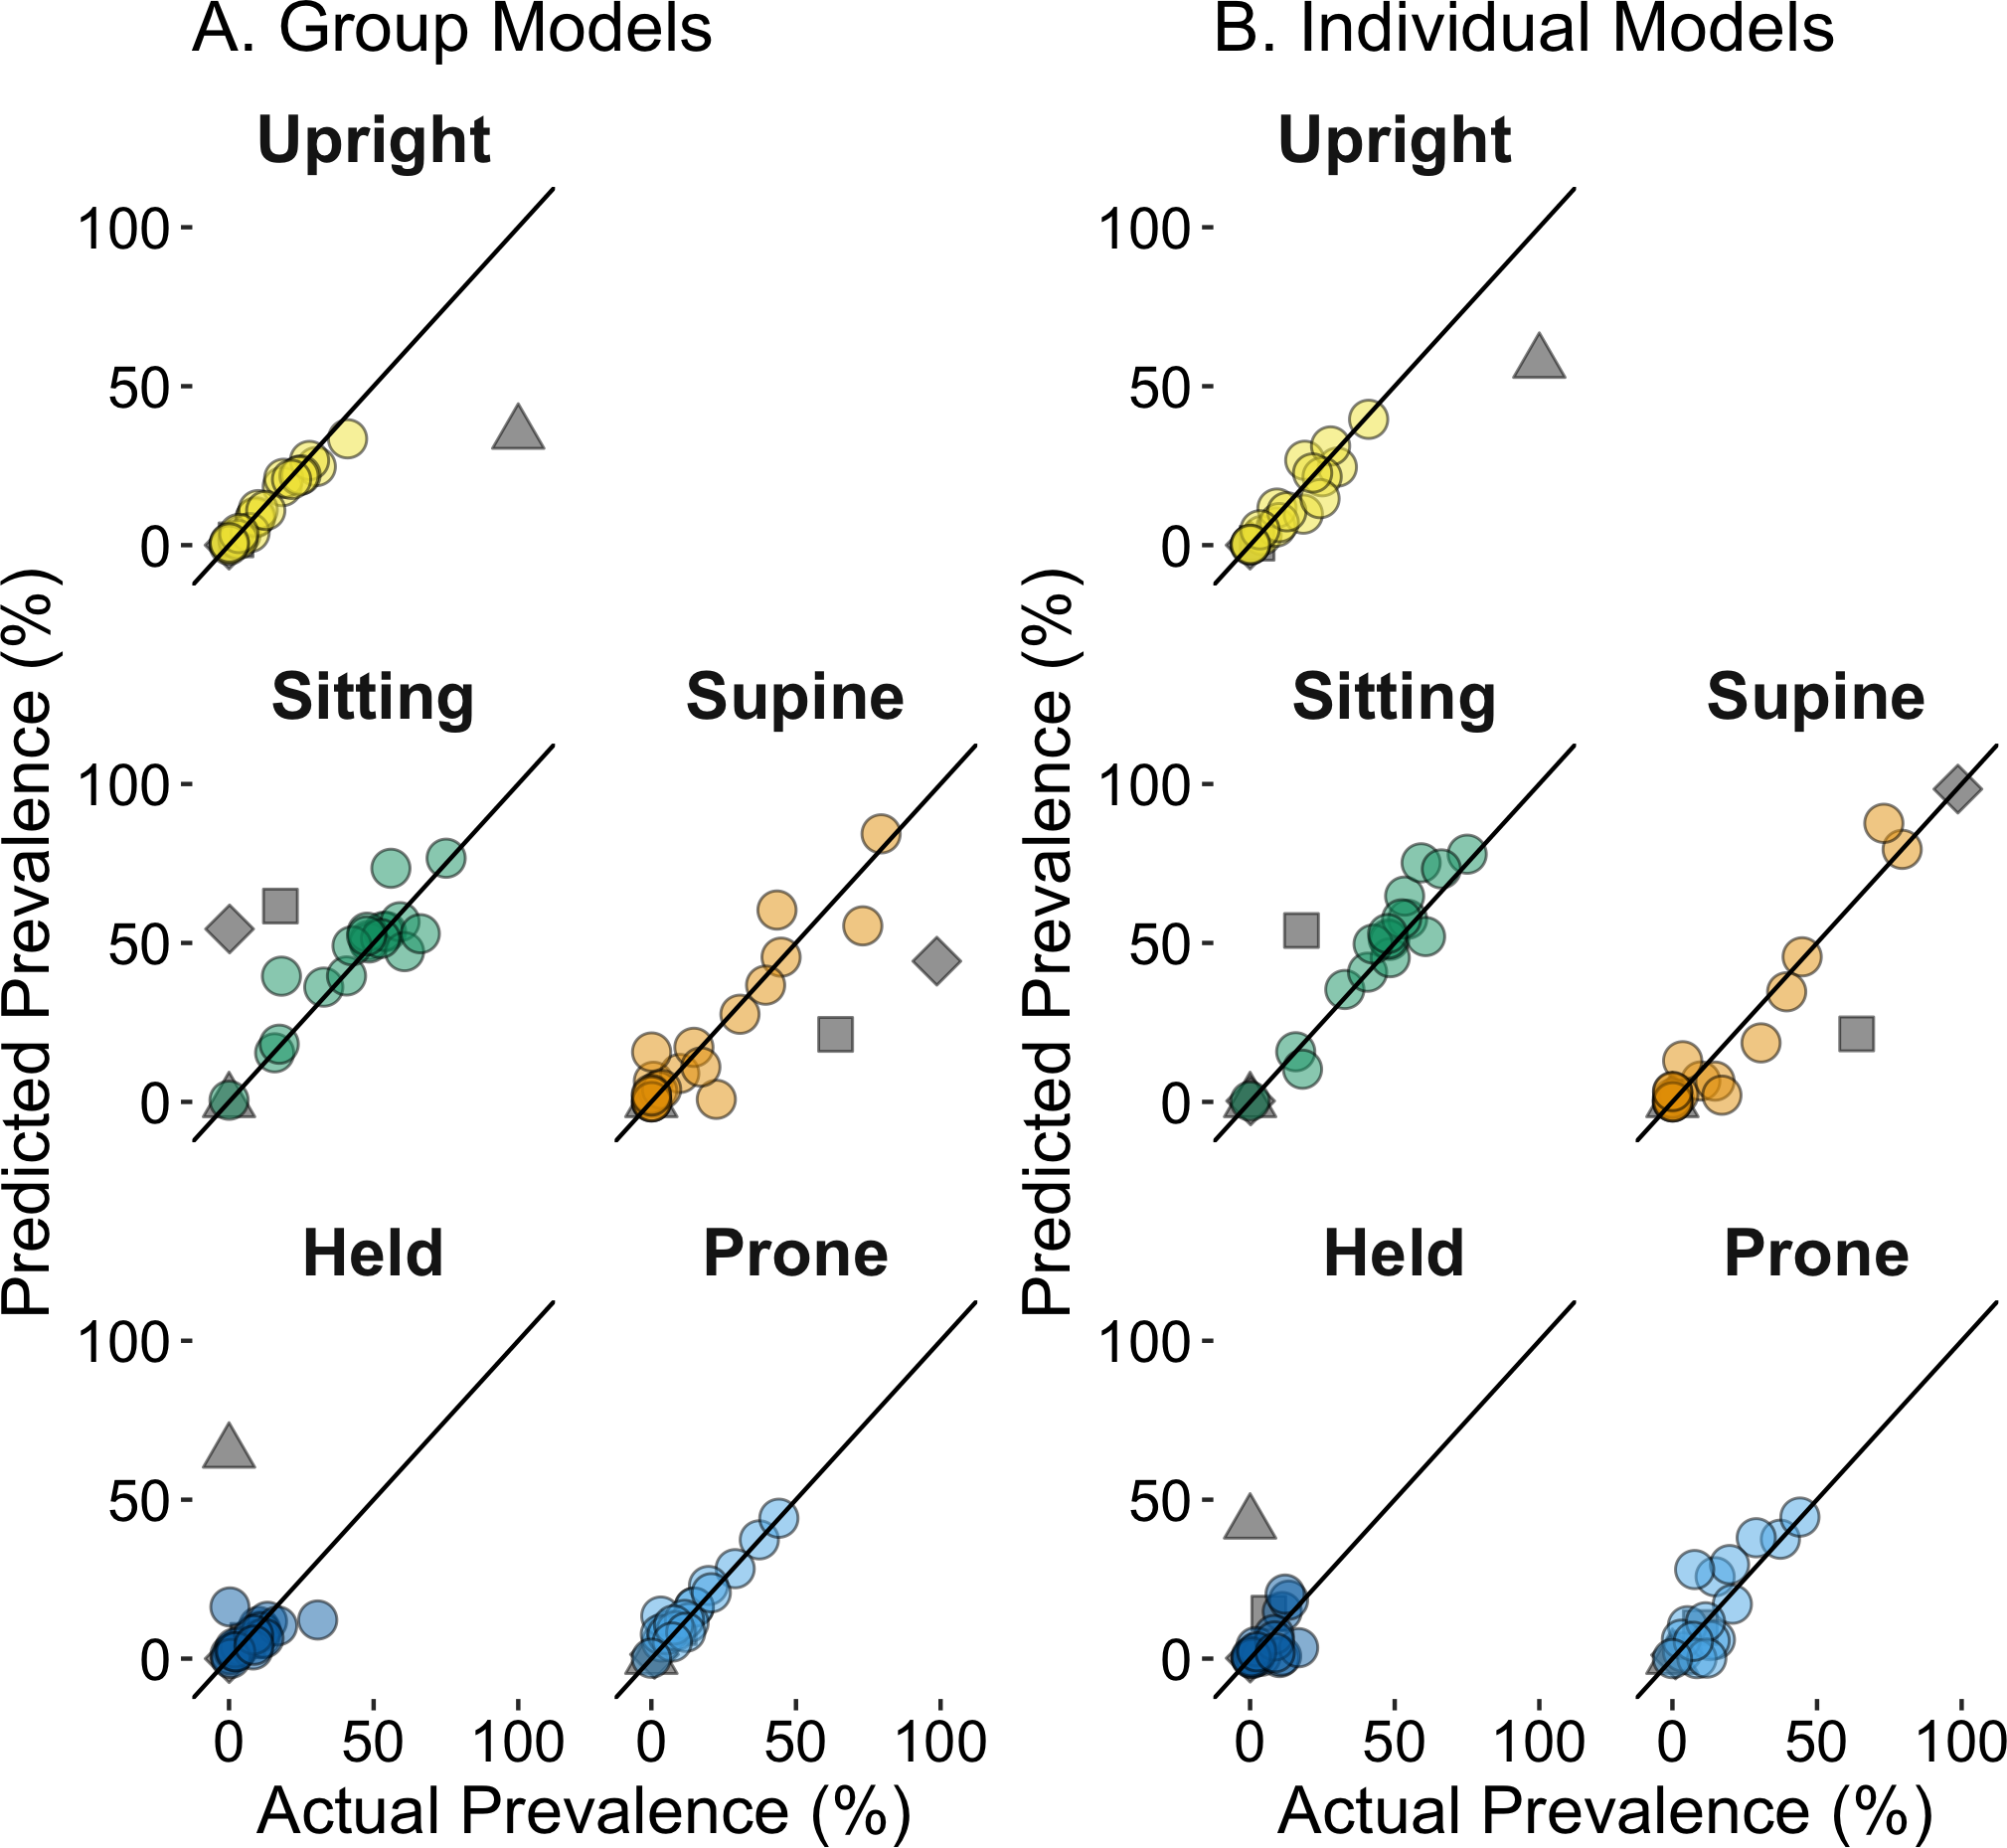 A. Group Models
Upright
100
50
0
Predicted Prevalence (%)
Sitting
Supine
100
50
0
Held
Prone
100
50
0
0 50 100 0 50 100
Actual Prevalence (%)
B. Individual Models
Upright
100
50
0
Predicted Prevalence (%)
Sitting
Supine
100
50
0
Held
Prone
100
50
0
0 50 100 0 50 100
Actual Prevalence (%)